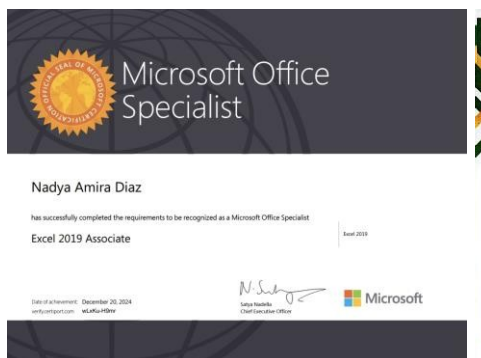 Microsoft Office
Specialist
Nadya Amira Diaz
has successfully completed the requirements to be recognized as a Microsoft Office Specialist
Excel 2019 Associate
Excel 2019
Date of achievement: December 20, 2024
verify.certiport.com
Satya Nadella
Chief Executive Officer
Microsoft